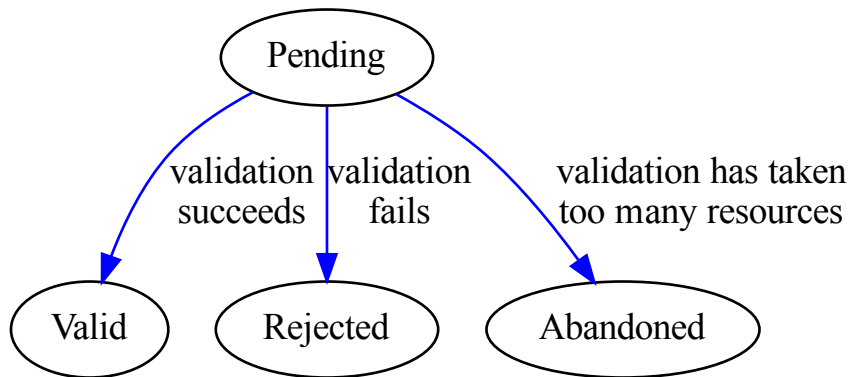 Pending
validation
succeeds
validation
fails
validation has taken
too many resources
Valid
Rejected
Abandoned